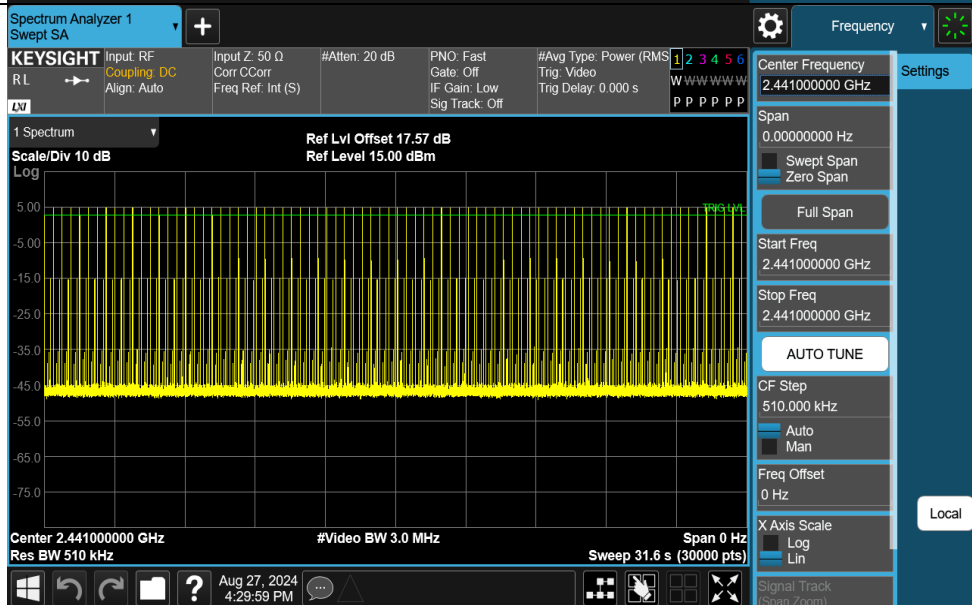 Spectrum Analyzer 1
Swept SA
+
Frequency
KEYSIGHT
R L
LXI
Input: RF
Coupling: DC
Align: Auto
Input Z: 50 Ω
Corr CCorr
Freq Ref: Int (S)
#Atten: 20 dB
PNO: Fast
Gate: Off
IF Gain: Low
Sig Track: Off
#Avg Type: Power (RMS
Trig: Video
Trig Delay: 0.000 s
1 2 3 4 5 6
W W W W W W
P P P P P P
1 Spectrum
Scale/Div 10 dB
Ref Lvl Offset 17.57 dB
Ref Level 15.00 dBm
Log
TRIG LVL
5.00
-5.00
-15.0
-25.0
-35.0
-45.0
-55.0
-65.0
-75.0
Center 2.441000000 GHz
#Video BW 3.0 MHz
Span 0 Hz
Res BW 510 kHz
Sweep 31.6 s (30000 pts)
Center Frequency
2.441000000 GHz
Settings
Span
0.00000000 Hz
Swept Span
Zero Span
Full Span
Start Freq
2.441000000 GHz
Stop Freq
2.441000000 GHz
AUTO TUNE
CF Step
510.000 kHz
Auto
Man
Freq Offset
0 Hz
X Axis Scale
Log
Lin
Local
Signal Track
(Span Zoom)
?
Aug 27, 2024
4:29:59 PM